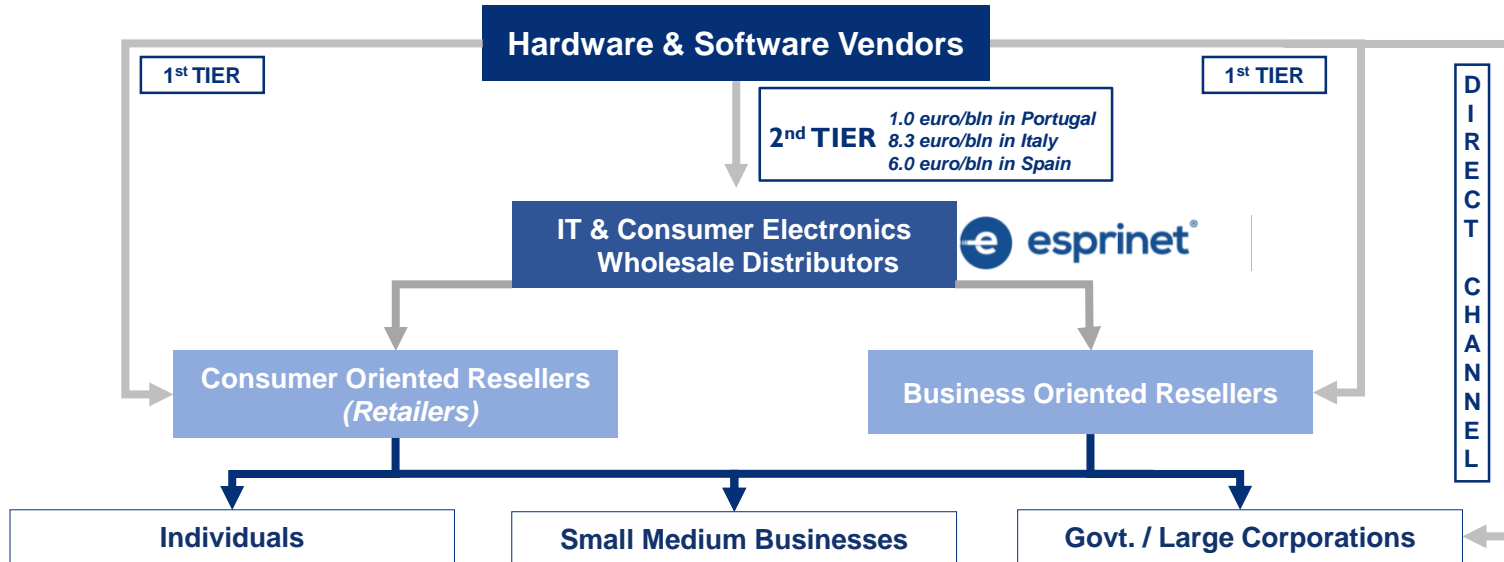 Hardware & Software Vendors
1st TIER
1st TIER
DIRECT CHANNEL
2nd TIER
1.0 euro/bln in Portugal
8.3 euro/bln in Italy
6.0 euro/bln in Spain
IT & Consumer Electronics
Wholesale Distributors
e esprinet®
Consumer Oriented Resellers
(Retailers)
Business Oriented Resellers
Individuals
Small Medium Businesses
Govt. / Large Corporations